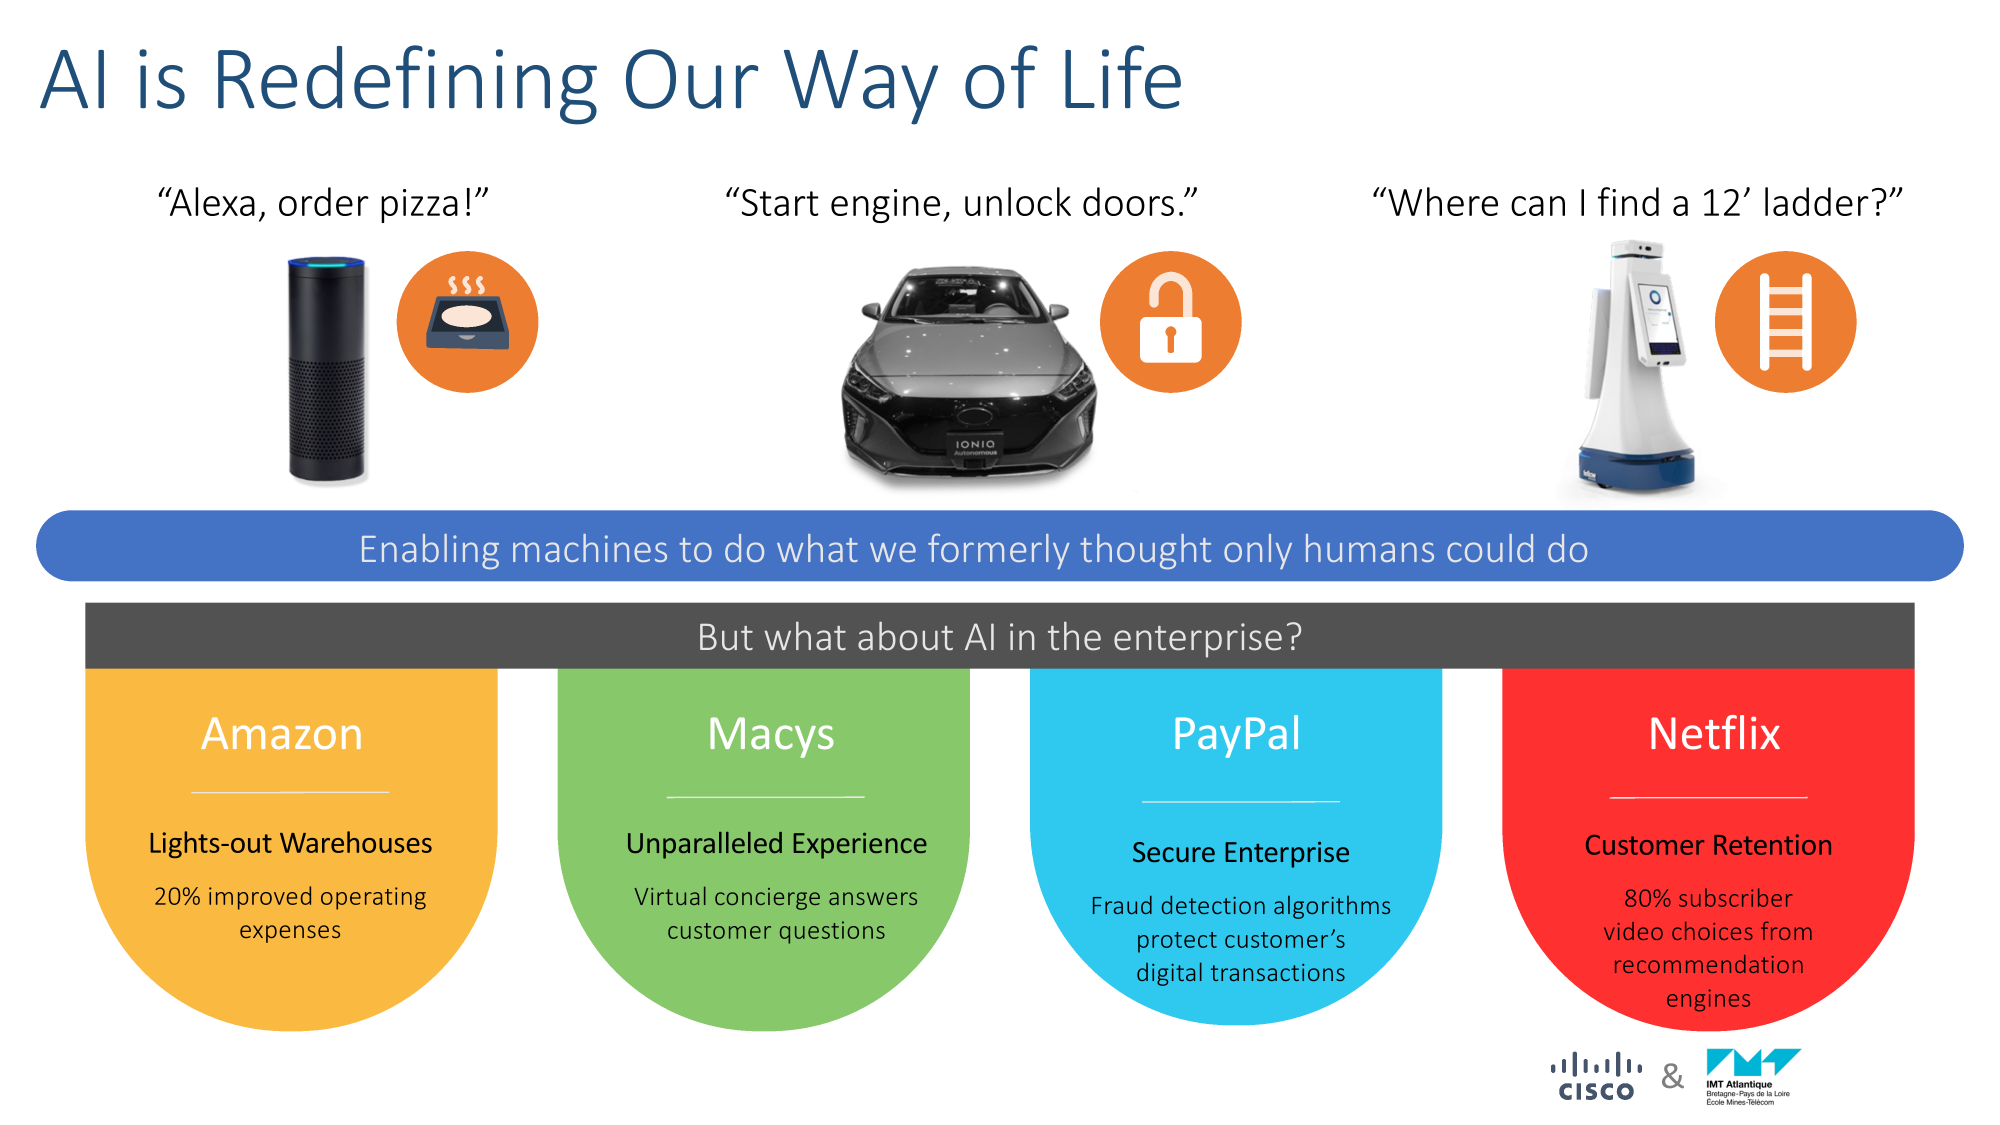 AI is Redefining Our Way of Life
“Alexa, order pizza!”
“Start engine, unlock doors.”
“Where can I find a 12’ ladder?”
IONIQ
Autonomous
Enabling machines to do what we formerly thought only humans could do
But what about AI in the enterprise?
Amazon
Lights-out Warehouses
20% improved operating
expenses
Macys
Unparalleled Experience
Virtual concierge answers
customer questions
PayPal
Secure Enterprise
Fraud detection algorithms
protect customer’s
digital transactions
Netflix
Customer Retention
80% subscriber
video choices from
recommendation
engines
CISCO
&
IMT Atlantique
Bretagne-Pays de la Loire
École Mines-Télécom